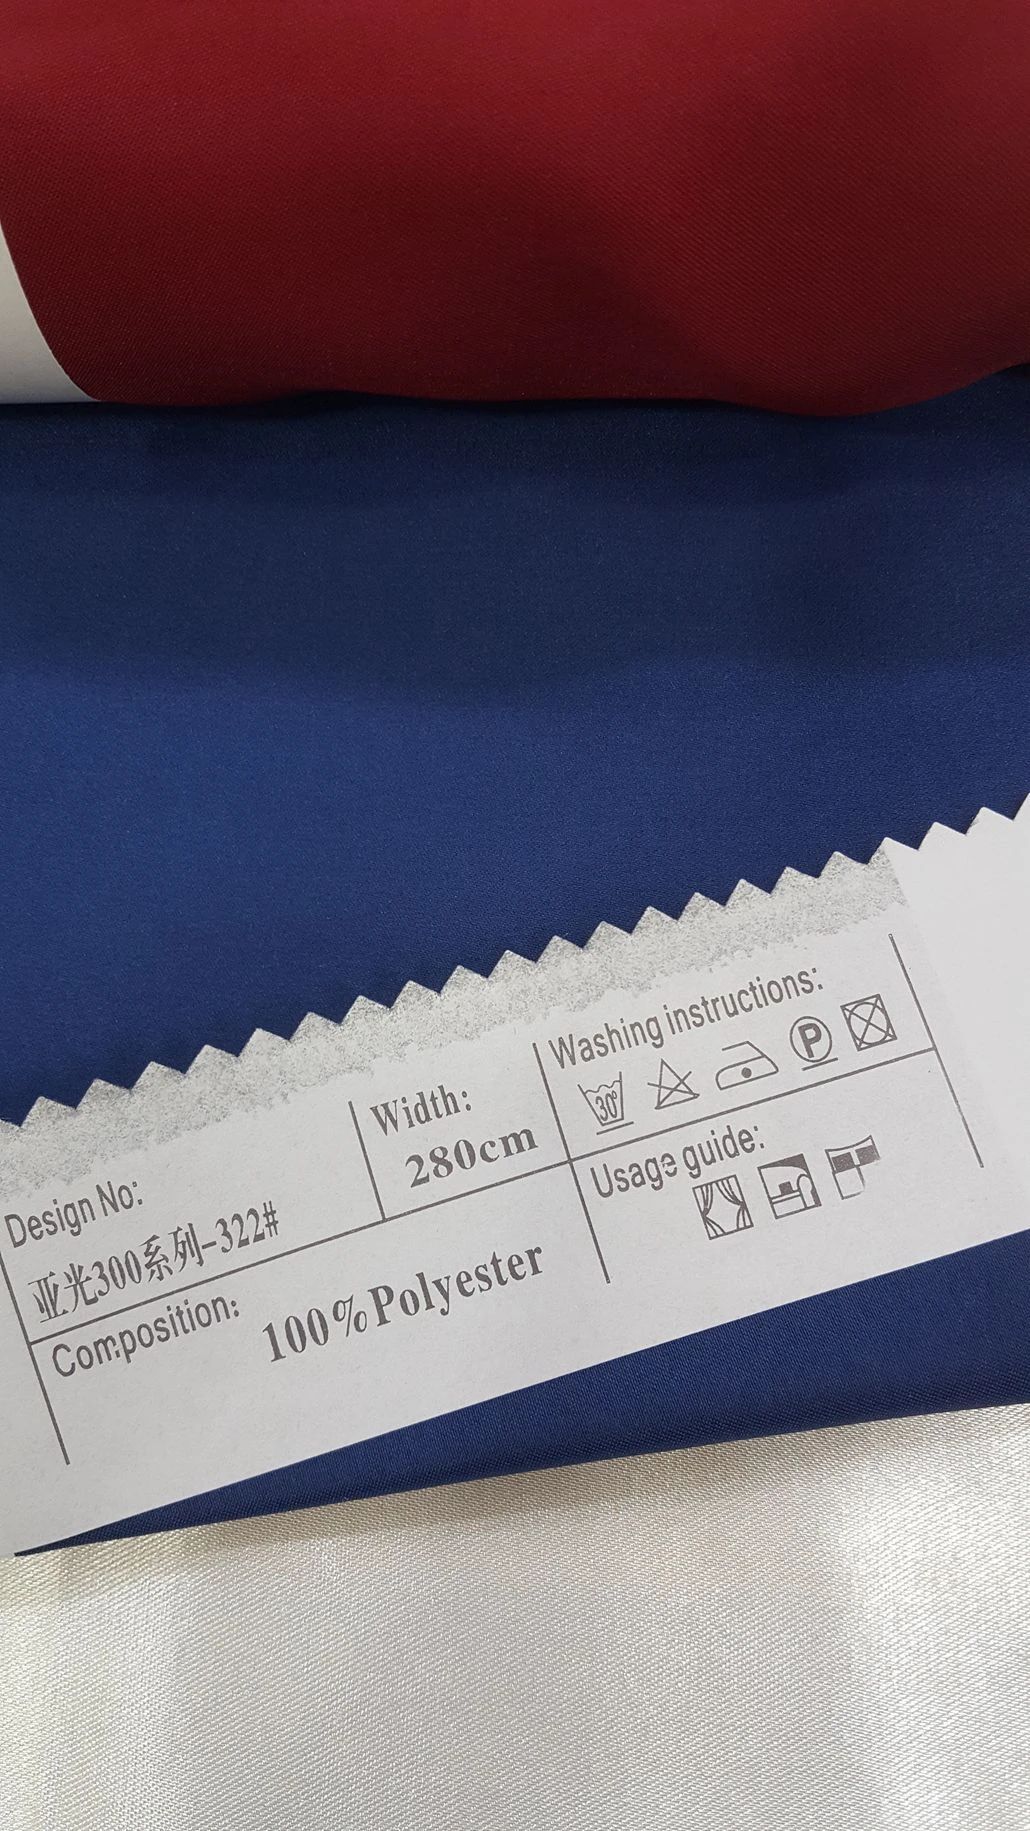 Design No:
亚光300系列-322#
Width:
280cm
Washing instructions:
30°
P
Composition:
100%Polyester
Usage guide: